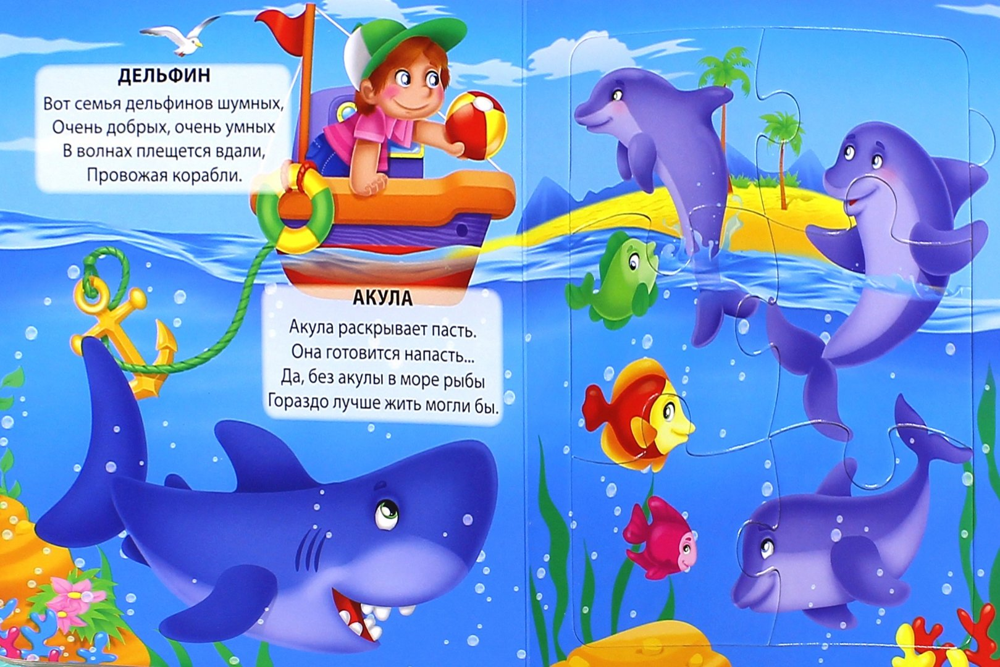 ДЕЛЬФИН
Вот семья дельфинов шумных,
Очень добрых, очень умных
В волнах плещется вдали,
Провожая корабли.
АКУЛА
Акула раскрывает пасть.
Она готовится напасть...
Да, без акулы в море рыбы
Гораздо лучше жить могли бы.